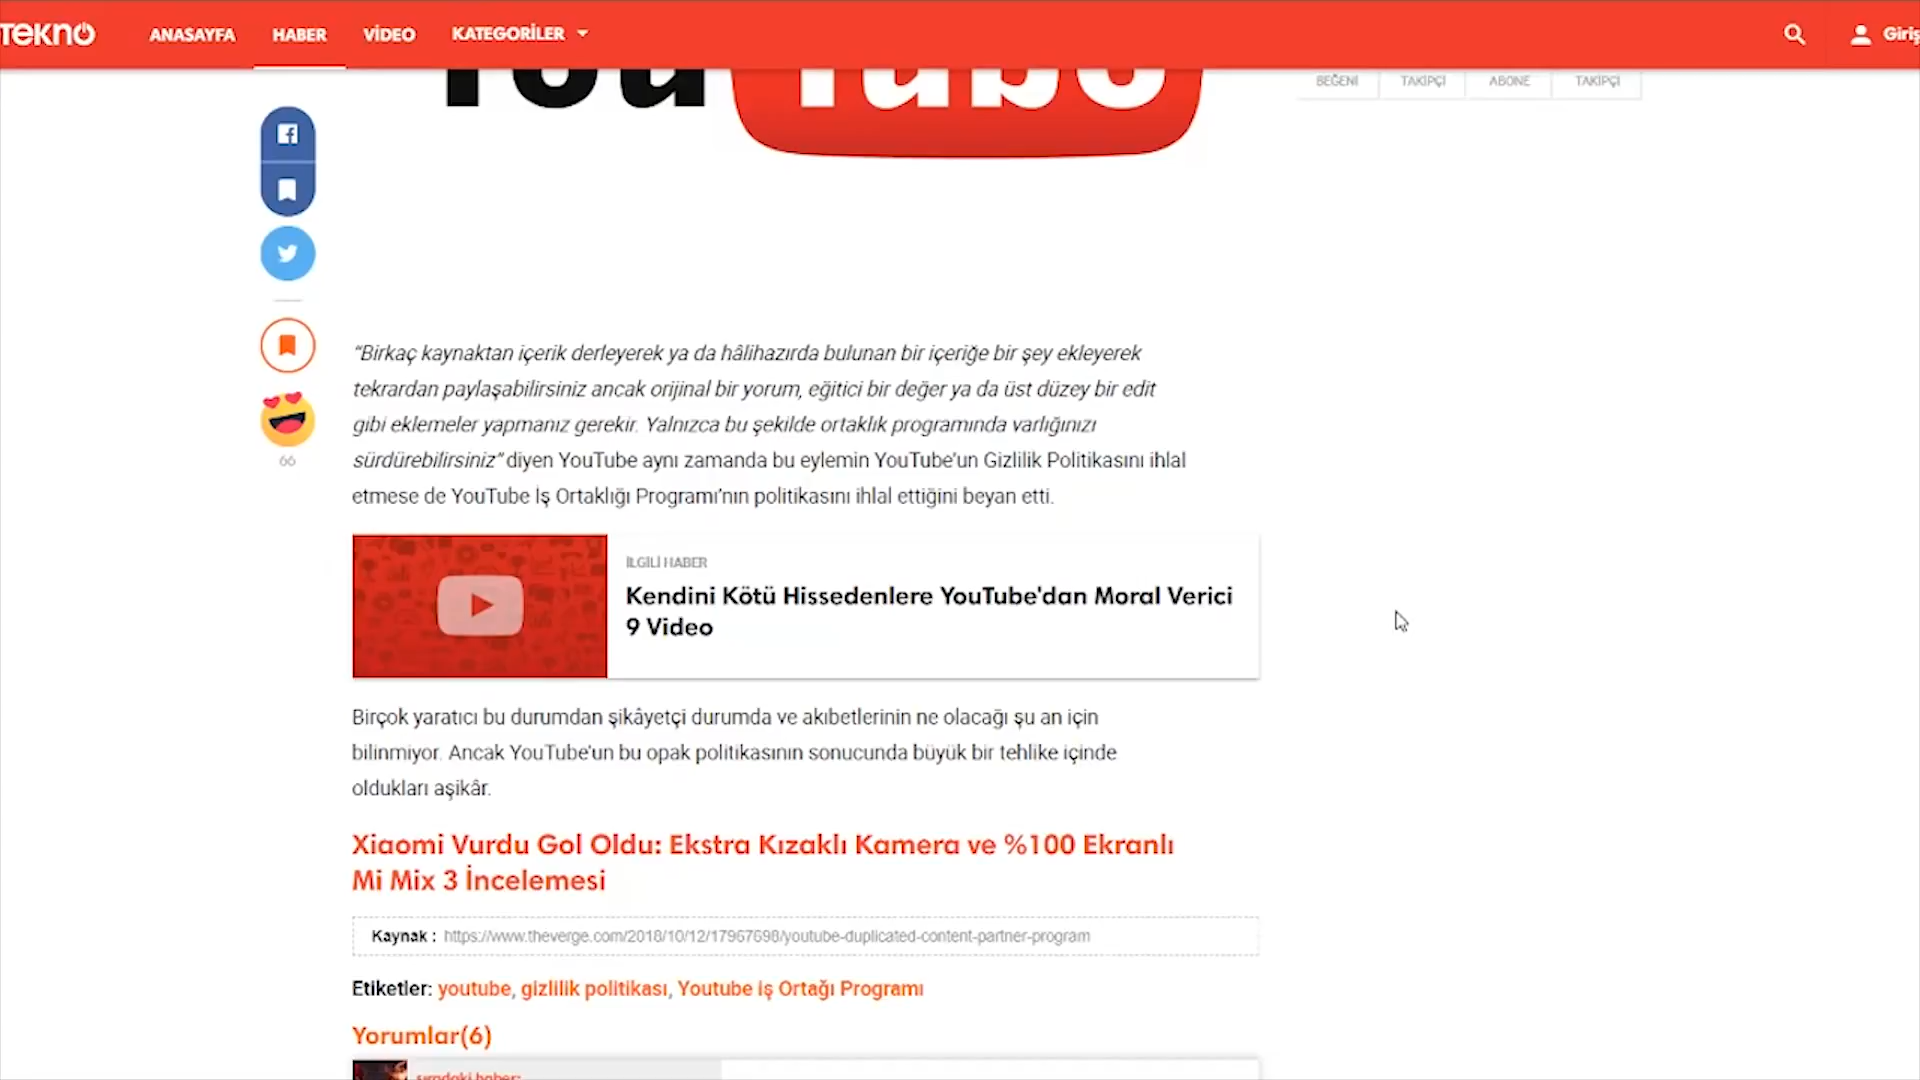 TEKNO ANASAYFA HABER VİDEO KATEGORİLER Giriş
YouTube
BEĞENİ TAKİPÇİ ABONE TAKİPÇİ
66
“Birkaç kaynaktan içerik derleyerek ya da hâlihazırda bulunan bir içeriğe bir şey ekleyerek
tekrardan paylaşabilirsiniz ancak orijinal bir yorum, eğitici bir değer ya da üst düzey bir edit
gibi eklemeler yapmanız gerekir. Yalnızca bu şekilde ortaklık programında varlığınızı
sürdürebilirsiniz” diyen YouTube aynı zamanda bu eylemin YouTube'un Gizlilik Politikasını ihlal
etmese de YouTube İş Ortaklığı Programı’nın politikasını ihlal ettiğini beyan etti.
İLGİLİ HABER
Kendini Kötü Hissedenlere YouTube'dan Moral Verici
9 Video
Birçok yaratıcı bu durumdan şikâyetçi durumda ve akıbetlerinin ne olacağı şu an için
bilinmiyor. Ancak YouTube'un bu opak politikasının sonucunda büyük bir tehlike içinde
oldukları aşikâr.
Xiaomi Vurdu Gol Oldu: Ekstra Kızaklı Kamera ve %100 Ekranlı
Mi Mix 3 İncelemesi
Kaynak : https://www.theverge.com/2018/10/12/17967698/youtube-duplicated-content-partner-program
Etiketler: youtube, gizlilik politikası, Youtube iş Ortağı Programı
Yorumlar(6)
sıradaki haber: